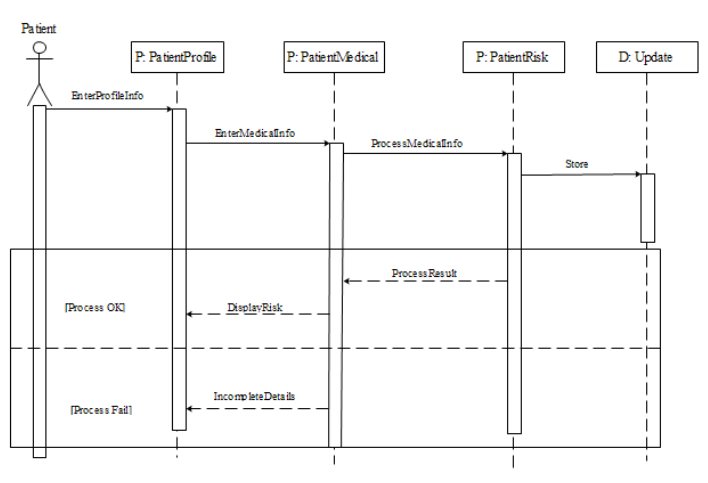 Patient
P: PatientProfile
P: PatientMedical
P: PatientRisk
D: Update
EnterProfileInfo
EnterMedicalInfo
ProcessMedicalInfo
Store
ProcessResult
[Process OK]
DisplayRisk
IncompleteDetails
[Process Fail]